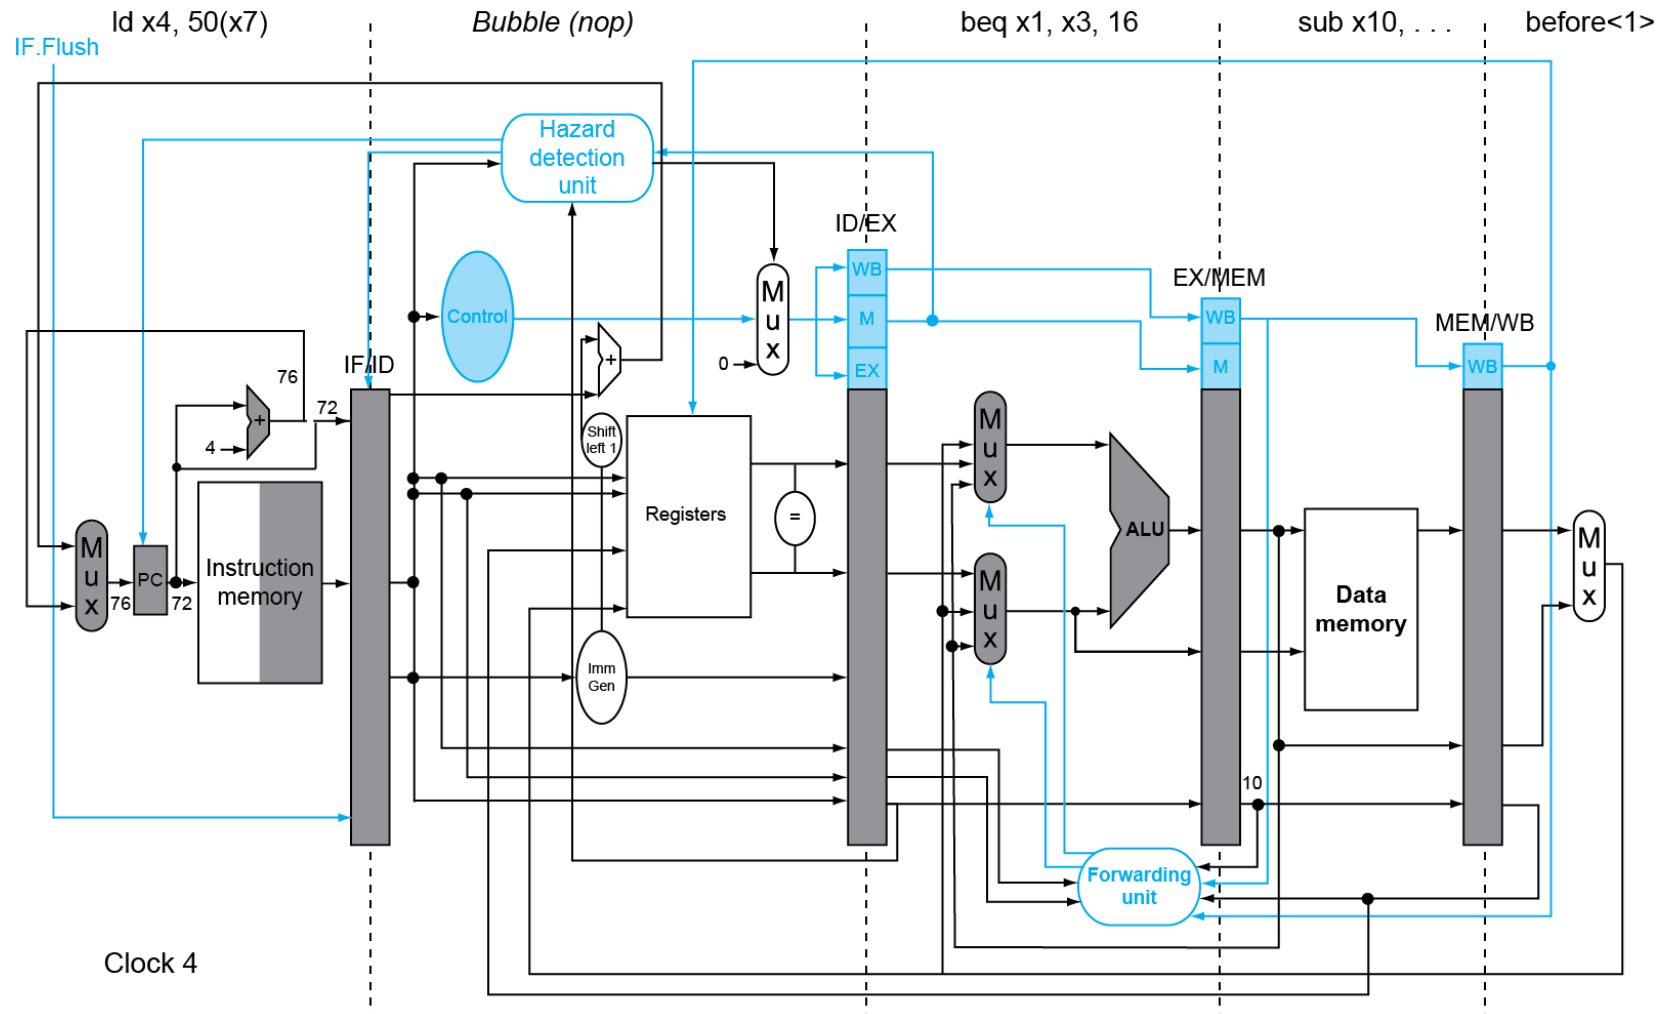 ld x4, 50(x7)
Bubble (nop)
beq x1, x3, 16
sub x10, . . .
before<1>
IF.Flush
Hazard
detection
unit
ID/EX
WB
M
EX
EX/MEM
WB
M
MEM/WB
WB
Control
M
u
x
0
+
IF/ID
76
72
4
+
Shift
left 1
Registers
=
M
u
x
ALU
M
u
x
PC
76
72
Instruction
memory
M
u
x
Data
memory
M
u
x
Imm
Gen
10
Forwarding
unit
Clock 4